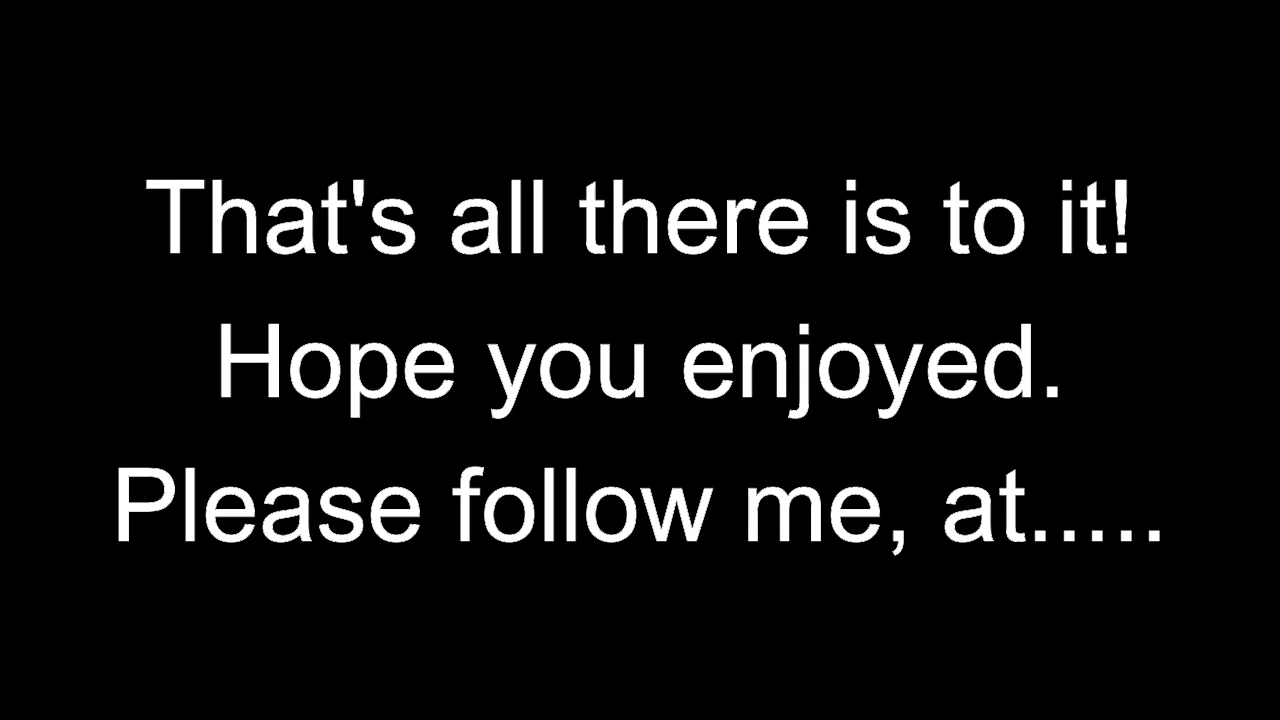 That's all there is to it!
Hope you enjoyed.
Please follow me, at.....